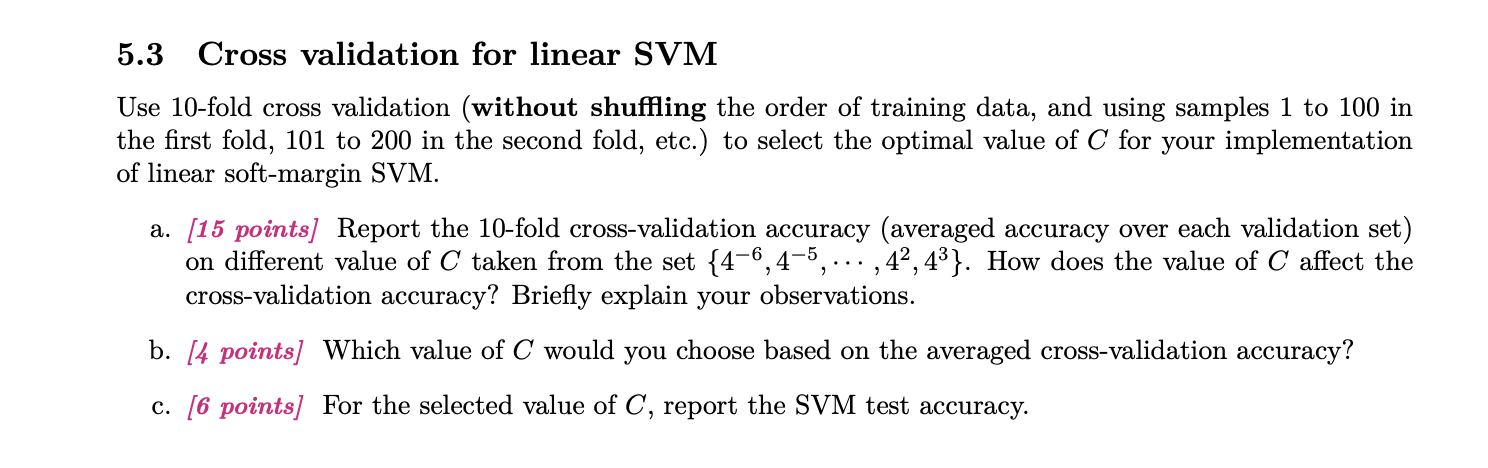 5.3 Cross validation for linear SVM
Use 10-fold cross validation (without shuffling the order of training data, and using samples 1 to 100 in
the first fold, 101 to 200 in the second fold, etc.) to select the optimal value of C for your implementation
of linear soft-margin SVM.
a. [15 points] Report the 10-fold cross-validation accuracy (averaged accuracy over each validation set)
on different value of C taken from the set {4⁻⁶, 4⁻⁵, ⋯ , 4², 4³}. How does the value of C affect the
cross-validation accuracy? Briefly explain your observations.
b. [4 points] Which value of C would you choose based on the averaged cross-validation accuracy?
c. [6 points] For the selected value of C, report the SVM test accuracy.